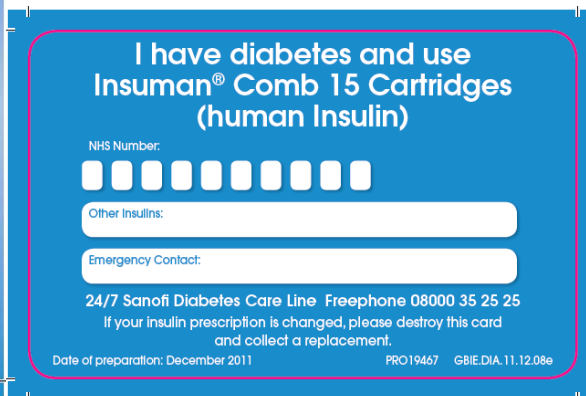 I have diabetes and use
Insuman® Comb 15 Cartridges
(human Insulin)
NHS Number:
Other Insulins:
Emergency Contact:
24/7 Sanofi Diabetes Care Line Freephone 08000 35 25 25
If your insulin prescription is changed, please destroy this card
and collect a replacement.
Date of preparation: December 2011 PRO19467 GBIE.DIA.11.12.08e